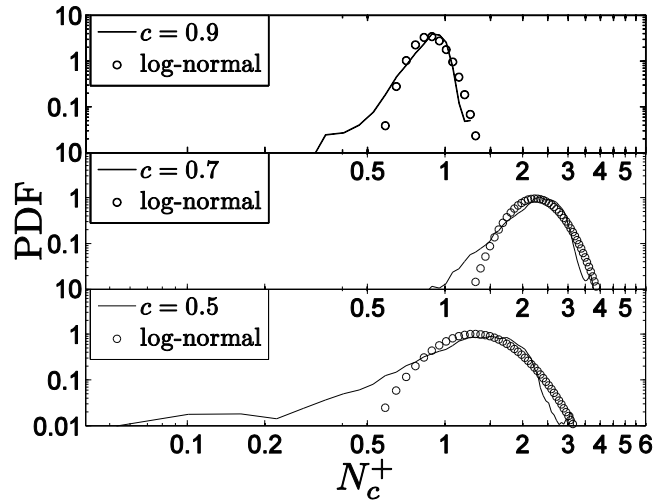 10
— c = 0.9
○ log-normal
1
0.1
0.5 1 2 3 4 5 6
10
— c = 0.7
○ log-normal
1
0.1
0.5 1 2 3 4 5 6
10
— c = 0.5
○ log-normal
1
0.1
0.01
0.1 0.5 1 2 3 4 5 6
PDF
N_c^+